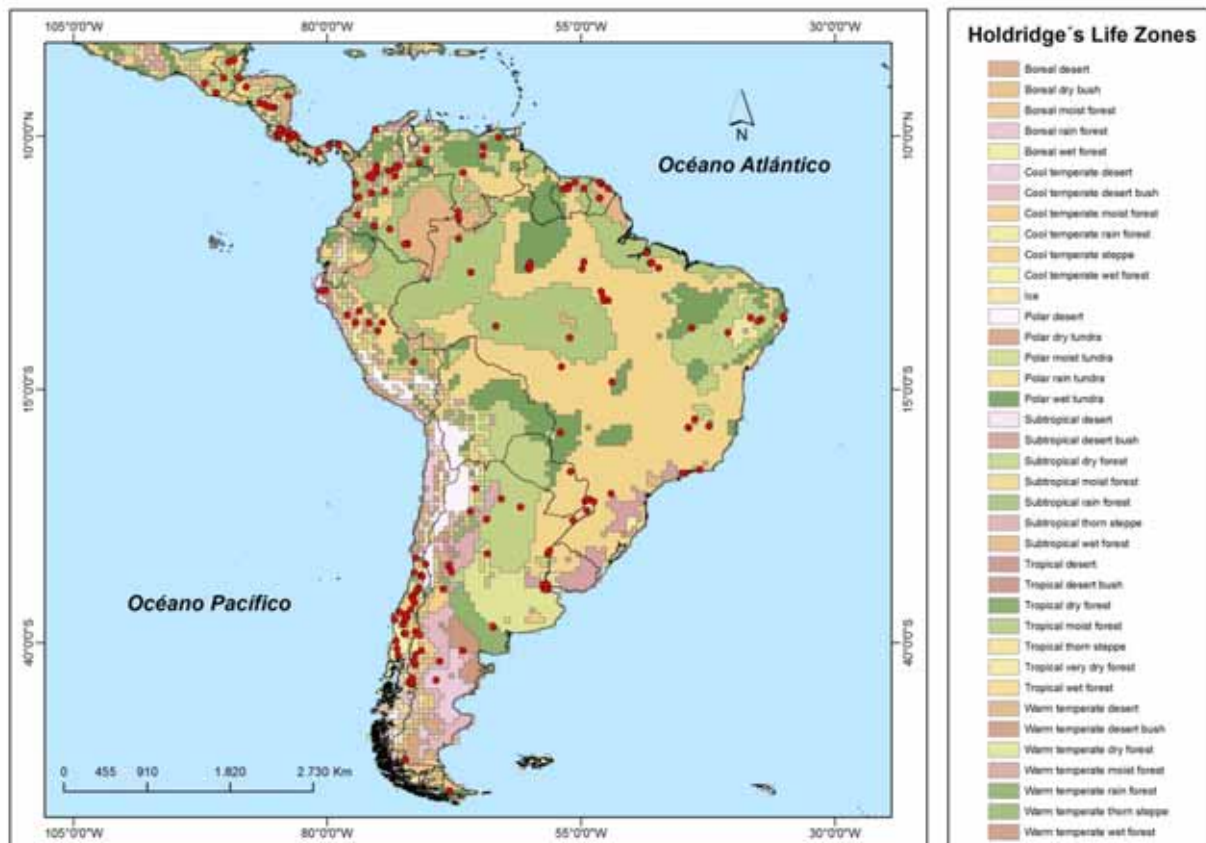 105°0'0"W 80°0'0"W 55°0'0"W 30°0'0"W
10°0'0"N
15°0'0"S
40°0'0"S
10°0'0"N
15°0'0"S
40°0'0"S
N
Océano Atlántico
Océano Pacífico
0 455 910 1.820 2.730 Km
105°0'0"W 80°0'0"W 55°0'0"W 30°0'0"W
Holdridge´s Life Zones
Boreal desert
Boreal dry bush
Boreal moist forest
Boreal rain forest
Boreal wet forest
Cool temperate desert
Cool temperate desert bush
Cool temperate moist forest
Cool temperate rain forest
Cool temperate steppe
Cool temperate wet forest
Ice
Polar desert
Polar dry tundra
Polar moist tundra
Polar rain tundra
Polar wet tundra
Subtropical desert
Subtropical desert bush
Subtropical dry forest
Subtropical moist forest
Subtropical rain forest
Subtropical thorn steppe
Subtropical wet forest
Tropical desert
Tropical desert bush
Tropical dry forest
Tropical moist forest
Tropical thorn steppe
Tropical very dry forest
Tropical wet forest
Warm temperate desert
Warm temperate desert bush
Warm temperate dry forest
Warm temperate moist forest
Warm temperate rain forest
Warm temperate thorn steppe
Warm temperate wet forest